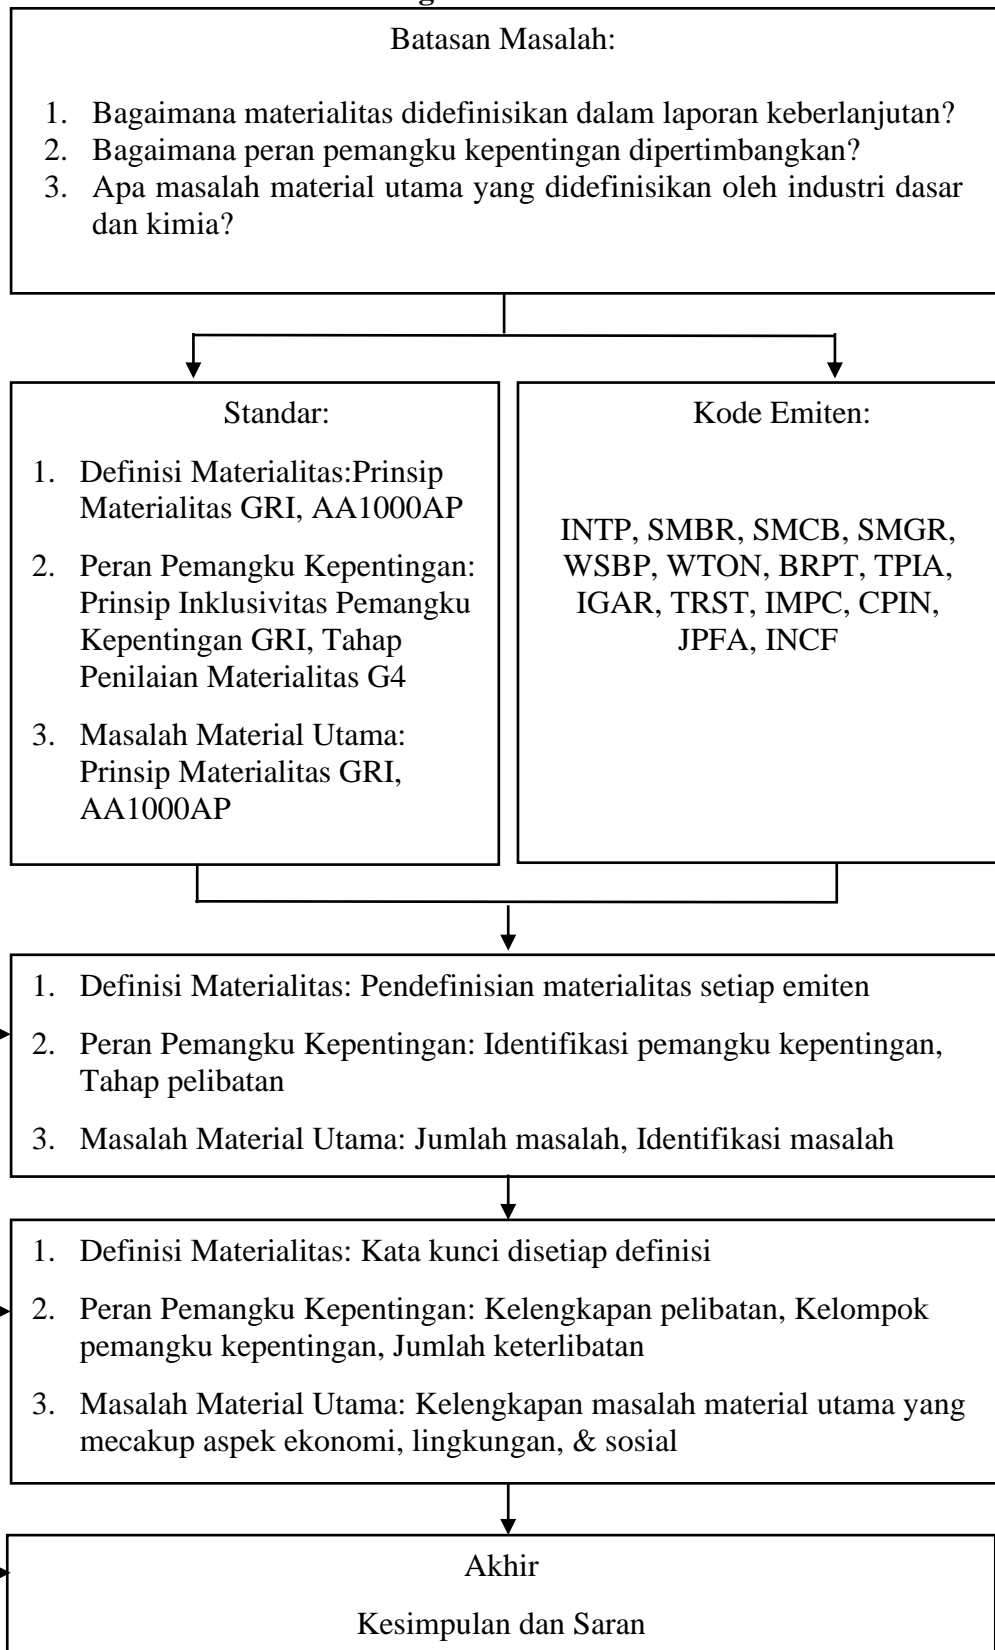 Batasan Masalah:
1. Bagaimana materialitas didefinisikan dalam laporan keberlanjutan?
2. Bagaimana peran pemangku kepentingan dipertimbangkan?
3. Apa masalah material utama yang didefinisikan oleh industri dasar
dan kimia?
Standar:
1. Definisi Materialitas:Prinsip
Materialitas GRI, AA1000AP
2. Peran Pemangku Kepentingan:
Prinsip Inklusivitas Pemangku
Kepentingan GRI, Tahap
Penilaian Materialitas G4
3. Masalah Material Utama:
Prinsip Materialitas GRI,
AA1000AP
Kode Emiten:
INTP, SMBR, SMCB, SMGR,
WSBP, WTON, BRPT, TPIA,
IGAR, TRST, IMPC, CPIN,
JPFA, INCF
1. Definisi Materialitas: Pendefinisian materialitas setiap emiten
2. Peran Pemangku Kepentingan: Identifikasi pemangku kepentingan,
Tahap pelibatan
3. Masalah Material Utama: Jumlah masalah, Identifikasi masalah
1. Definisi Materialitas: Kata kunci disetiap definisi
2. Peran Pemangku Kepentingan: Kelengkapan pelibatan, Kelompok
pemangku kepentingan, Jumlah keterlibatan
3. Masalah Material Utama: Kelengkapan masalah material utama yang
mecakup aspek ekonomi, lingkungan, & sosial
Akhir
Kesimpulan dan Saran